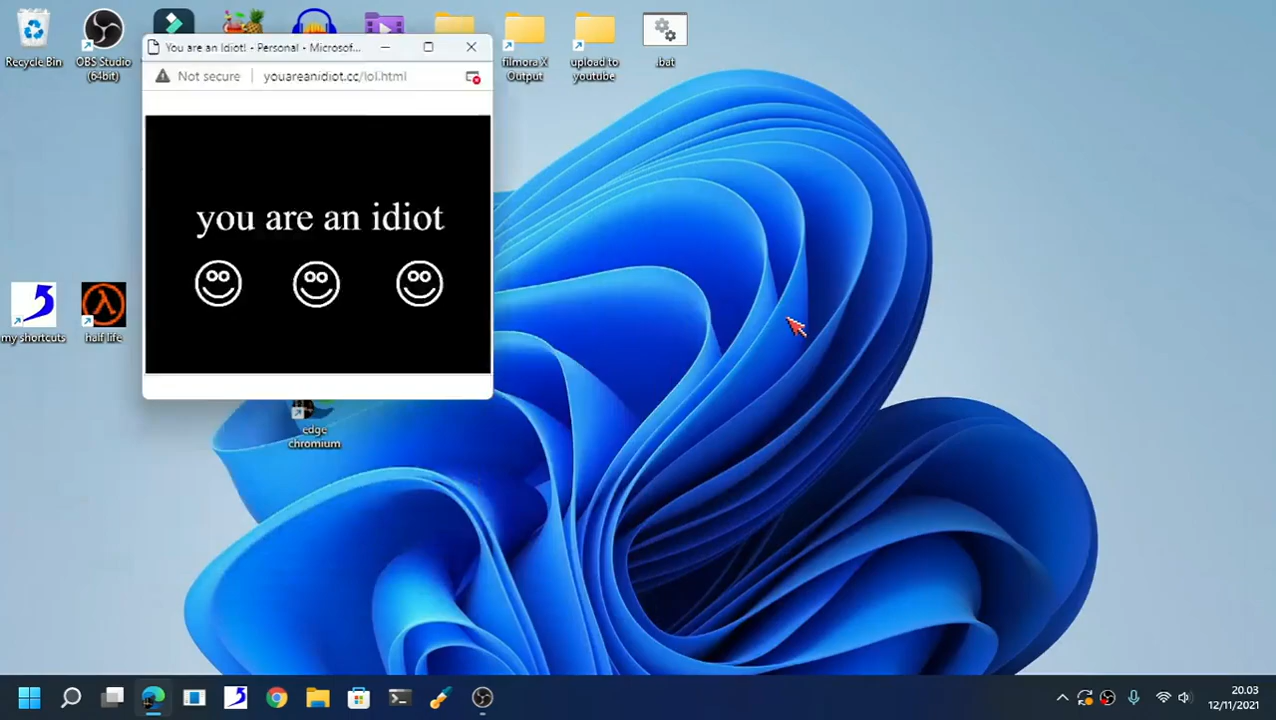 Recycle Bin
OBS Studio
(64bit)
filmora X
Output
upload to
youtube
.bat
You are an Idiot! - Personal - Microsof...
Not secure
youareanidiot.cc/lol.html
you are an idiot
my shortcuts
half life
edge
chromium
20.03
12/11/2021